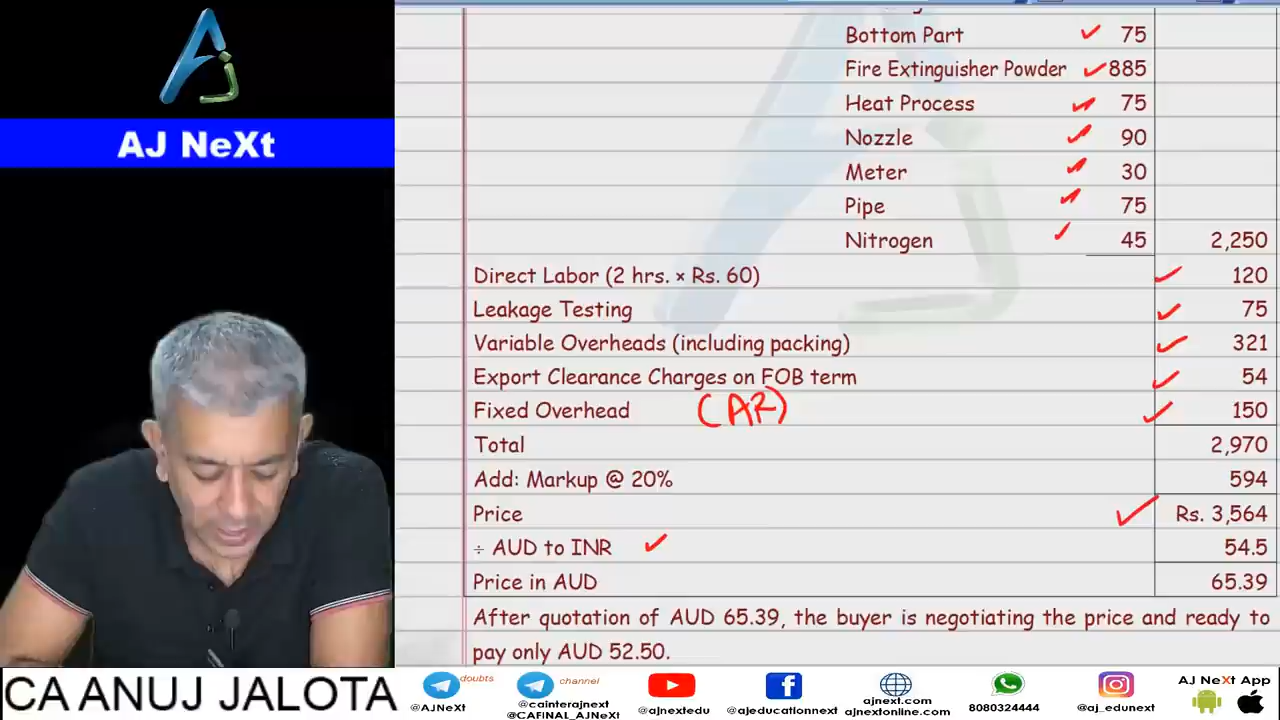 AJ NeXt
Bottom Part 75
Fire Extinguisher Powder 885
Heat Process 75
Nozzle 90
Meter 30
Pipe 75
Nitrogen 45 2,250
Direct Labor (2 hrs. × Rs. 60) 120
Leakage Testing 75
Variable Overheads (including packing) 321
Export Clearance Charges on FOB term 54
Fixed Overhead (AR) 150
Total 2,970
Add: Markup @ 20% 594
Price Rs. 3,564
÷ AUD to INR 54.5
Price in AUD 65.39
After quotation of AUD 65.39, the buyer is negotiating the price and ready to
pay only AUD 52.50.
CA ANUJ JALOTA
doubts
@AJNeXt
channel
@cainterajnext
@CAFINAL_AJNeXt
@ajnextedu
@ajeducationnext
ajnext.com
ajnextonline.com
8080324444
@aj_edunext
AJ NeXt App